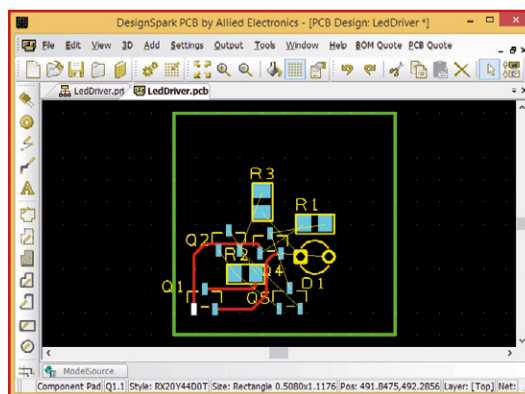 DesignSpark PCB by Allied Electronics - [PCB Design: LedDriver *]
File Edit View 3D Add Settings Output Tools Window Help BOM Quote PCB Quote
LedDriver.prj LedDriver.pcb
R3
R1
Q2
R2
Q4
Q1
Q5
D1
ModelSource
Component Pad Q1.1 Style: RX20Y44D0T Size: Rectangle 0.5080x1.1176 Pos: 491.8475,492.2856 Layer: [Top] Net: